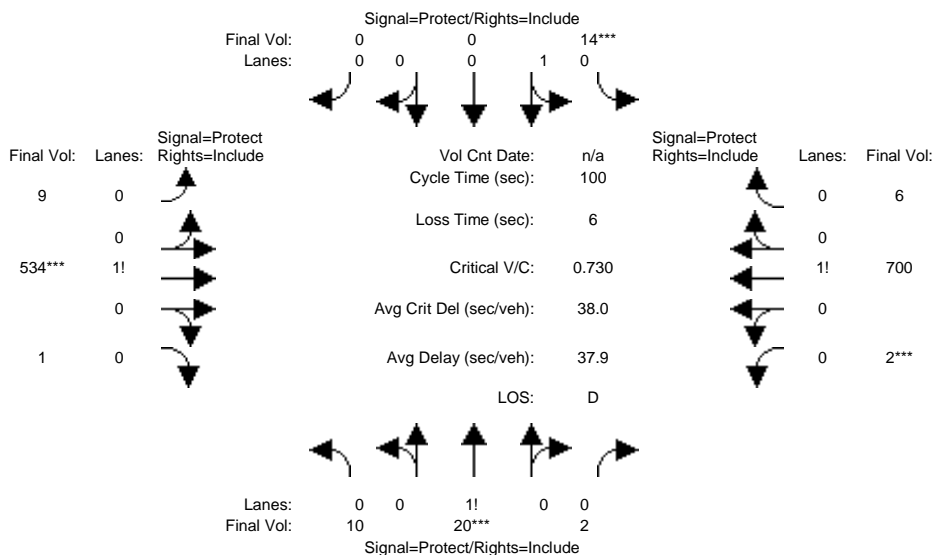 Signal=Protect/Rights=Include
Final Vol: 0 0 14***
Lanes: 0 0 0 1 0
Signal=Protect
Final Vol: Lanes: Rights=Include
Vol Cnt Date: n/a
Signal=Protect
Rights=Include Lanes: Final Vol:
Cycle Time (sec): 100
9 0
0 6
Loss Time (sec): 6
0
0
534*** 1!
Critical V/C: 0.730
1! 700
0
Avg Crit Del (sec/veh): 38.0
0
1 0
Avg Delay (sec/veh): 37.9
0 2***
LOS: D
Lanes: 0 0 1! 0 0
Final Vol: 10 20*** 2
Signal=Protect/Rights=Include